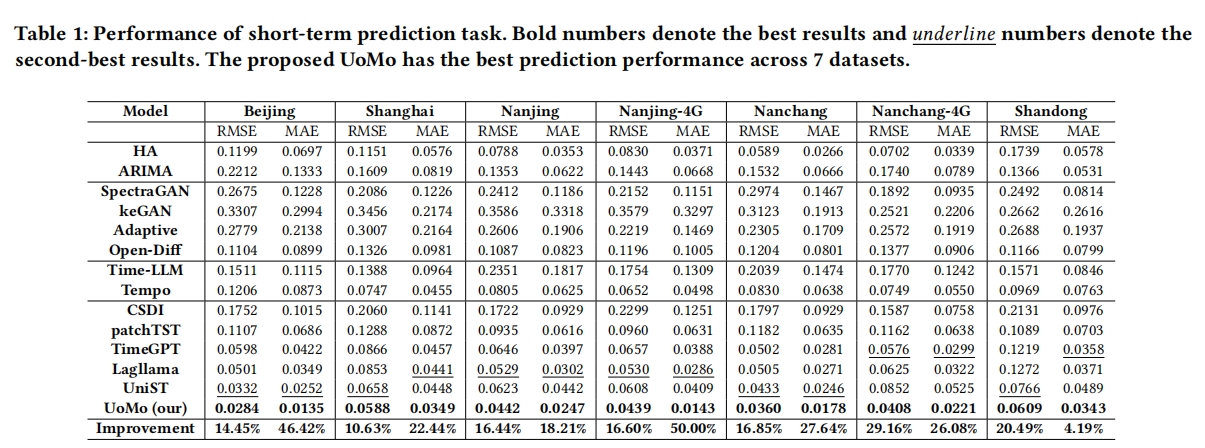 Table 1: Performance of short-term prediction task. Bold numbers denote the best results and underline numbers denote the
second-best results. The proposed UoMo has the best prediction performance across 7 datasets.
Model Beijing Shanghai Nanjing Nanjing-4G Nanchang Nanchang-4G Shandong
RMSE MAE RMSE MAE RMSE MAE RMSE MAE RMSE MAE RMSE MAE RMSE MAE
HA 0.1199 0.0697 0.1151 0.0576 0.0788 0.0353 0.0830 0.0371 0.0589 0.0266 0.0702 0.0339 0.1739 0.0578
ARIMA 0.2212 0.1333 0.1609 0.0819 0.1353 0.0622 0.1443 0.0668 0.1532 0.0666 0.1740 0.0789 0.1366 0.0531
SpectraGAN 0.2675 0.1228 0.2086 0.1226 0.2412 0.1186 0.2152 0.1151 0.2974 0.1467 0.1892 0.0935 0.2492 0.0814
keGAN 0.3307 0.2994 0.3456 0.2174 0.3586 0.3318 0.3579 0.3297 0.3123 0.1913 0.2521 0.2206 0.2662 0.2616
Adaptive 0.2779 0.2138 0.3007 0.2164 0.2606 0.1906 0.2219 0.1469 0.2305 0.1709 0.2572 0.1919 0.2688 0.1937
Open-Diff 0.1104 0.0899 0.1326 0.0981 0.1087 0.0823 0.1196 0.1005 0.1204 0.0801 0.1377 0.0906 0.1166 0.0799
Time-LLM 0.1511 0.1115 0.1388 0.0964 0.2351 0.1817 0.1754 0.1309 0.2039 0.1474 0.1770 0.1242 0.1571 0.0846
Tempo 0.1206 0.0873 0.0747 0.0455 0.0805 0.0625 0.0652 0.0498 0.0830 0.0638 0.0749 0.0550 0.0969 0.0763
CSDI 0.1752 0.1015 0.2060 0.1141 0.1722 0.0929 0.2299 0.1251 0.1797 0.0929 0.1587 0.0758 0.2131 0.0976
patchTST 0.1107 0.0686 0.1288 0.0872 0.0935 0.0616 0.0960 0.0631 0.1182 0.0635 0.1162 0.0638 0.1089 0.0703
TimeGPT 0.0598 0.0422 0.0866 0.0457 0.0646 0.0397 0.0657 0.0388 0.0502 0.0281 0.0576 0.0299 0.1219 0.0358
Lagllama 0.0501 0.0349 0.0853 0.0441 0.0529 0.0302 0.0530 0.0286 0.0505 0.0271 0.0625 0.0322 0.1272 0.0371
UniST 0.0332 0.0252 0.0658 0.0448 0.0623 0.0442 0.0608 0.0409 0.0433 0.0246 0.0852 0.0525 0.0766 0.0489
UoMo (our) 0.0284 0.0135 0.0588 0.0349 0.0442 0.0247 0.0439 0.0143 0.0360 0.0178 0.0408 0.0221 0.0609 0.0343
Improvement 14.45% 46.42% 10.63% 22.44% 16.44% 18.21% 16.60% 50.00% 16.85% 27.64% 29.16% 26.08% 20.49% 4.19%